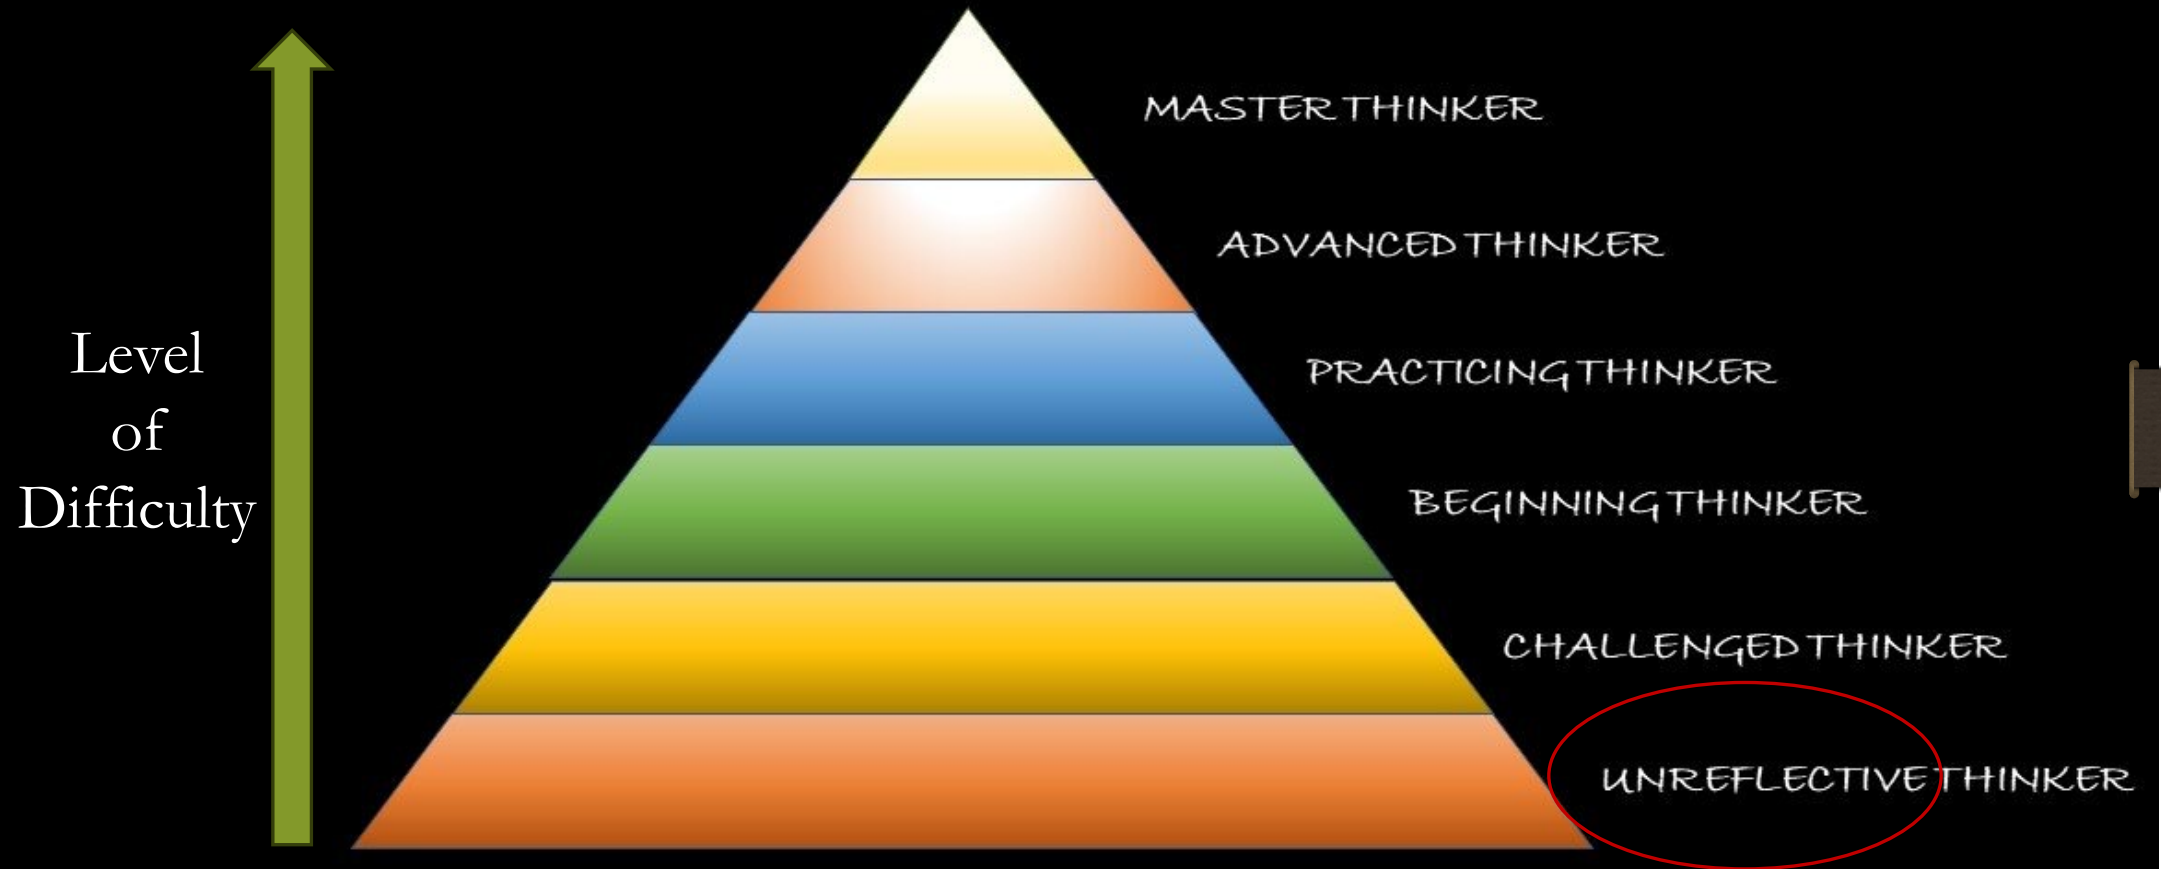 MASTER THINKER
ADVANCED THINKER
PRACTICING THINKER
BEGINNING THINKER
CHALLENGED THINKER
UNREFLECTIVE THINKER
Level
of
Difficulty